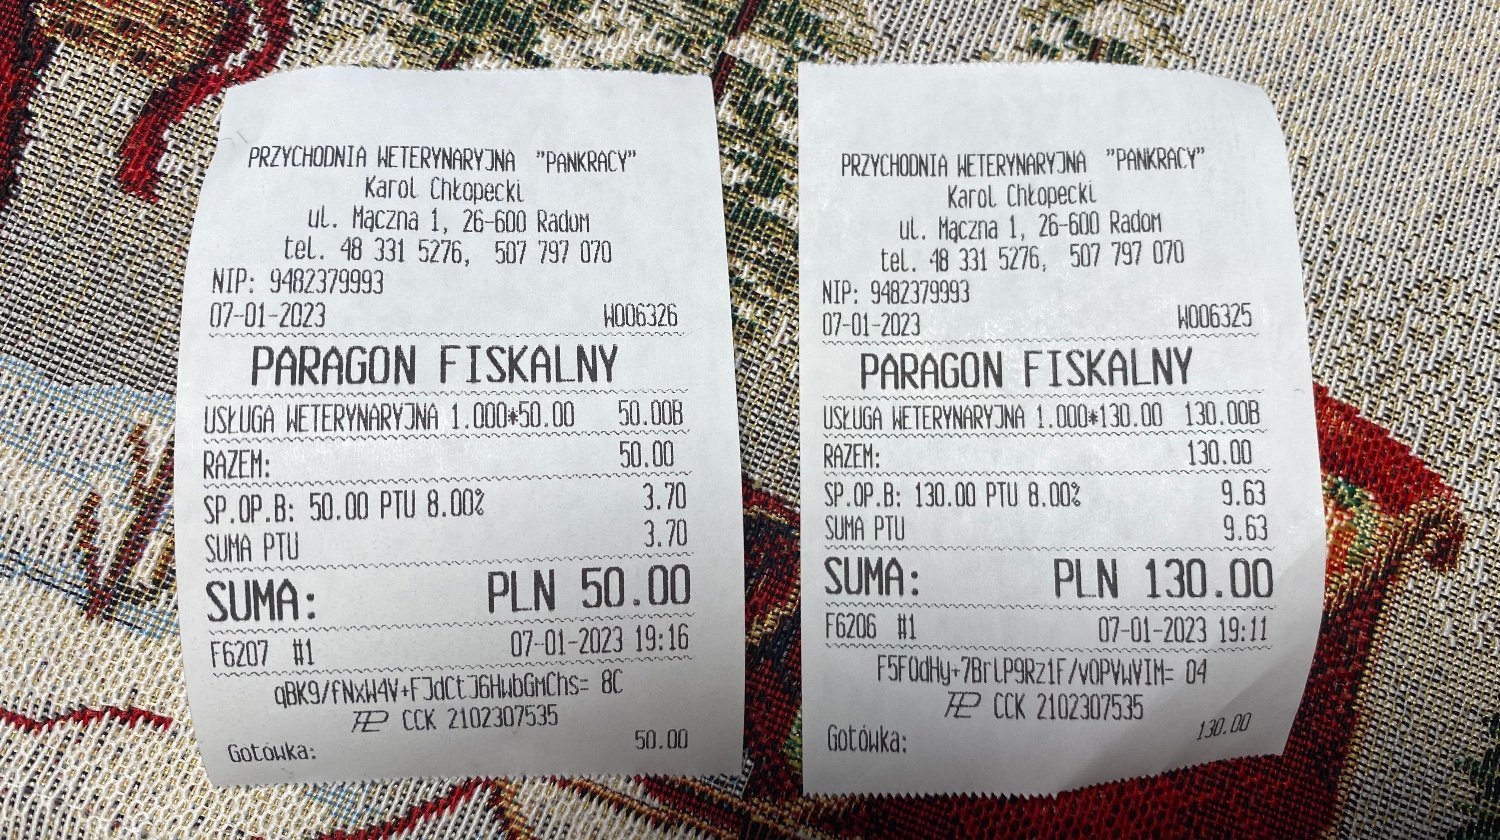 PRZYCHODNIA WETERYNARYJNA "PANKRACY"
Karol Chłopecki
ul. Mączna 1, 26-600 Radom
tel. 48 331 5276, 507 797 070
NIP: 9482379993
07-01-2023 W006326
PARAGON FISKALNY
USŁUGA WETERYNARYJNA 1.000*50.00 50.00B
RAZEM: 50.00
SP.OP.B: 50.00 PTU 8.00% 3.70
SUMA PTU 3.70
SUMA: PLN 50.00
F6207 #1 07-01-2023 19:16
qBK9/fNxW4V+FJdCtJ6HwbGmChs= 8C
CCK 2102307535
Gotówka: 50.00
PRZYCHODNIA WETERYNARYJNA "PANKRACY"
Karol Chłopecki
ul. Mączna 1, 26-600 Radom
tel. 48 331 5276, 507 797 070
NIP: 9482379993
07-01-2023 W006325
PARAGON FISKALNY
USŁUGA WETERYNARYJNA 1.000*130.00 130.00B
RAZEM: 130.00
SP.OP.B: 130.00 PTU 8.00% 9.63
SUMA PTU 9.63
SUMA: PLN 130.00
F6206 #1 07-01-2023 19:11
F5FOdHy+7BrLP9Rz1F/vOPVwVIM= 04
CCK 2102307535
Gotówka: 130.00